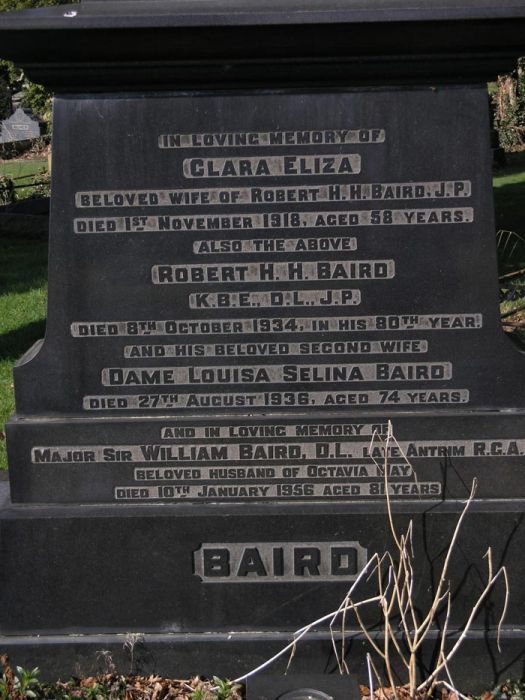 IN LOVING MEMORY OF
CLARA ELIZA
BELOVED WIFE OF ROBERT H. H. BAIRD. J.P.
DIED 1ST NOVEMBER 1918, AGED 58 YEARS.
ALSO THE ABOVE
ROBERT H. H. BAIRD
K.B.E., D.L., J.P.
DIED 8TH OCTOBER 1934, IN HIS 80TH YEAR.
AND HIS BELOVED SECOND WIFE
DAME LOUISA SELINA BAIRD
DIED 27TH AUGUST 1936, AGED 74 YEARS.
AND IN LOVING MEMORY OF
MAJOR SIR WILLIAM BAIRD, D.L. LATE ANTRIM R.G.A.
BELOVED HUSBAND OF OCTAVIA MAY.
DIED 10TH JANUARY 1956 AGED 81 YEARS
BAIRD